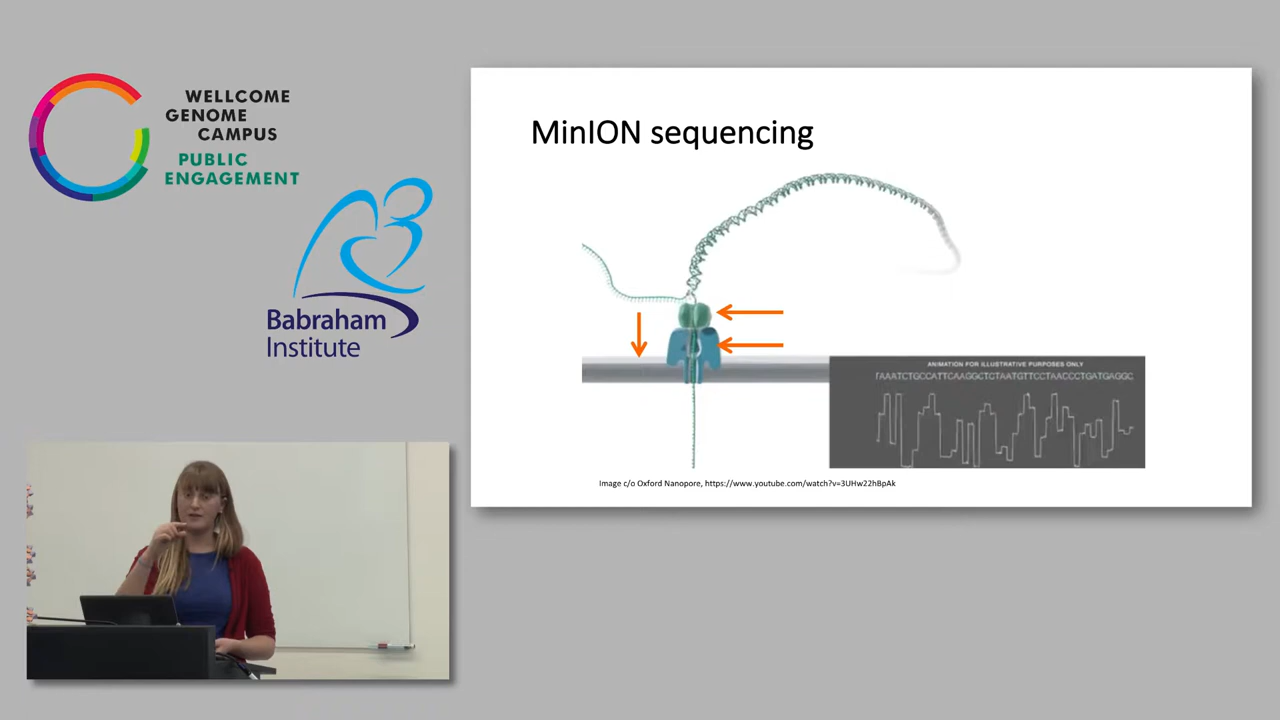 WELLCOME
GENOME
CAMPUS
PUBLIC
ENGAGEMENT
Babraham
Institute
MinION sequencing
ANIMATION FOR ILLUSTRATIVE PURPOSES ONLY
TAAATCTGCCATTCAAGGCTCTAATGTTCCTAACCCTGATGAGGC
Image c/o Oxford Nanopore, https://www.youtube.com/watch?v=3UHw22hBpAk